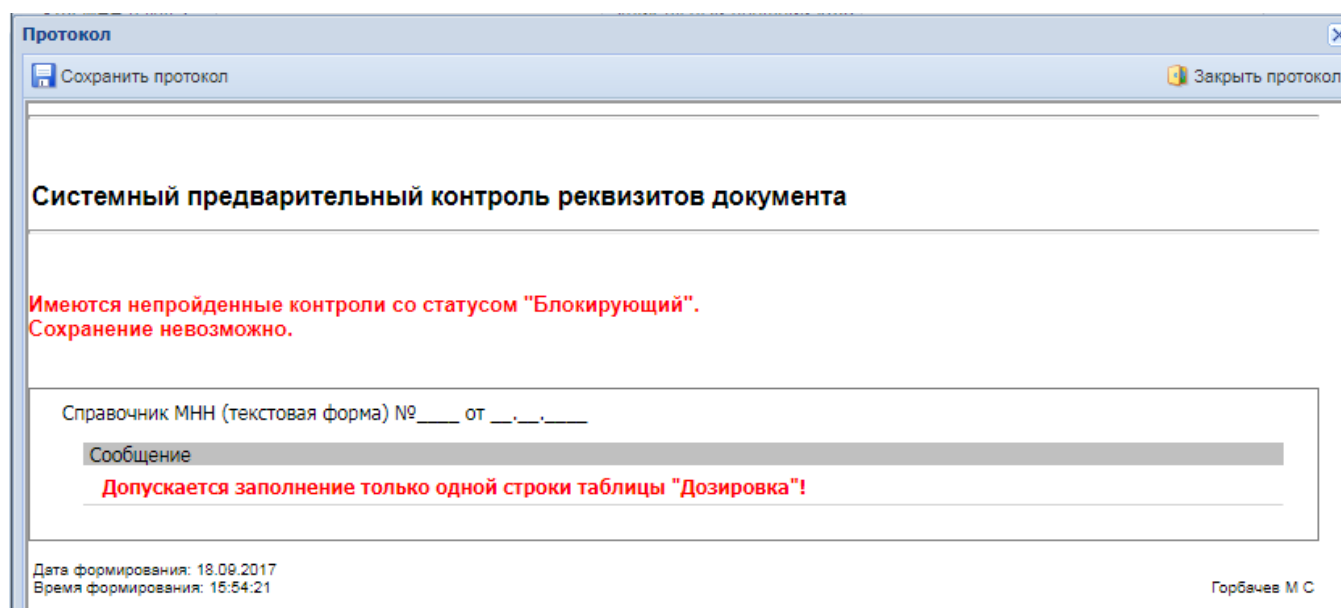 Протокол
Сохранить протокол
Закрыть протокол
Системный предварительный контроль реквизитов документа
Имеются непройденные контроли со статусом "Блокирующий".
Сохранение невозможно.
Справочник МНН (текстовая форма) №____ от __.__.____
Сообщение
Допускается заполнение только одной строки таблицы "Дозировка"!
Дата формирования: 18.09.2017
Время формирования: 15:54:21
Горбачев М С